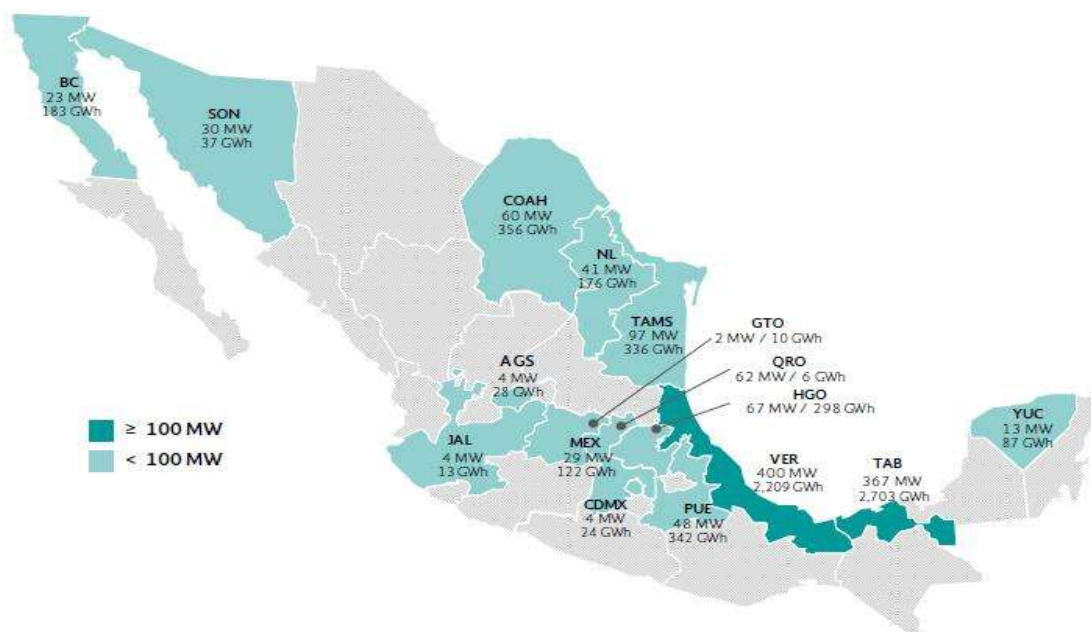 BC
23 MW
183 GWh
SON
30 MW
37 GWh
COAH
60 MW
356 GWh
NL
41 MW
176 GWh
TAMS
97 MW
336 GWh
GTO
2 MW / 10 GWh
QRO
62 MW / 6 GWh
HGO
67 MW / 298 GWh
AGS
4 MW
28 GWh
YUC
13 MW
87 GWh
≥ 100 MW
< 100 MW
JAL
4 MW
13 GWh
MEX
29 MW
122 GWh
VER
400 MW
2,209 GWh
TAB
367 MW
2,703 GWh
CDMX
4 MW
24 GWh
PUE
48 MW
342 GWh